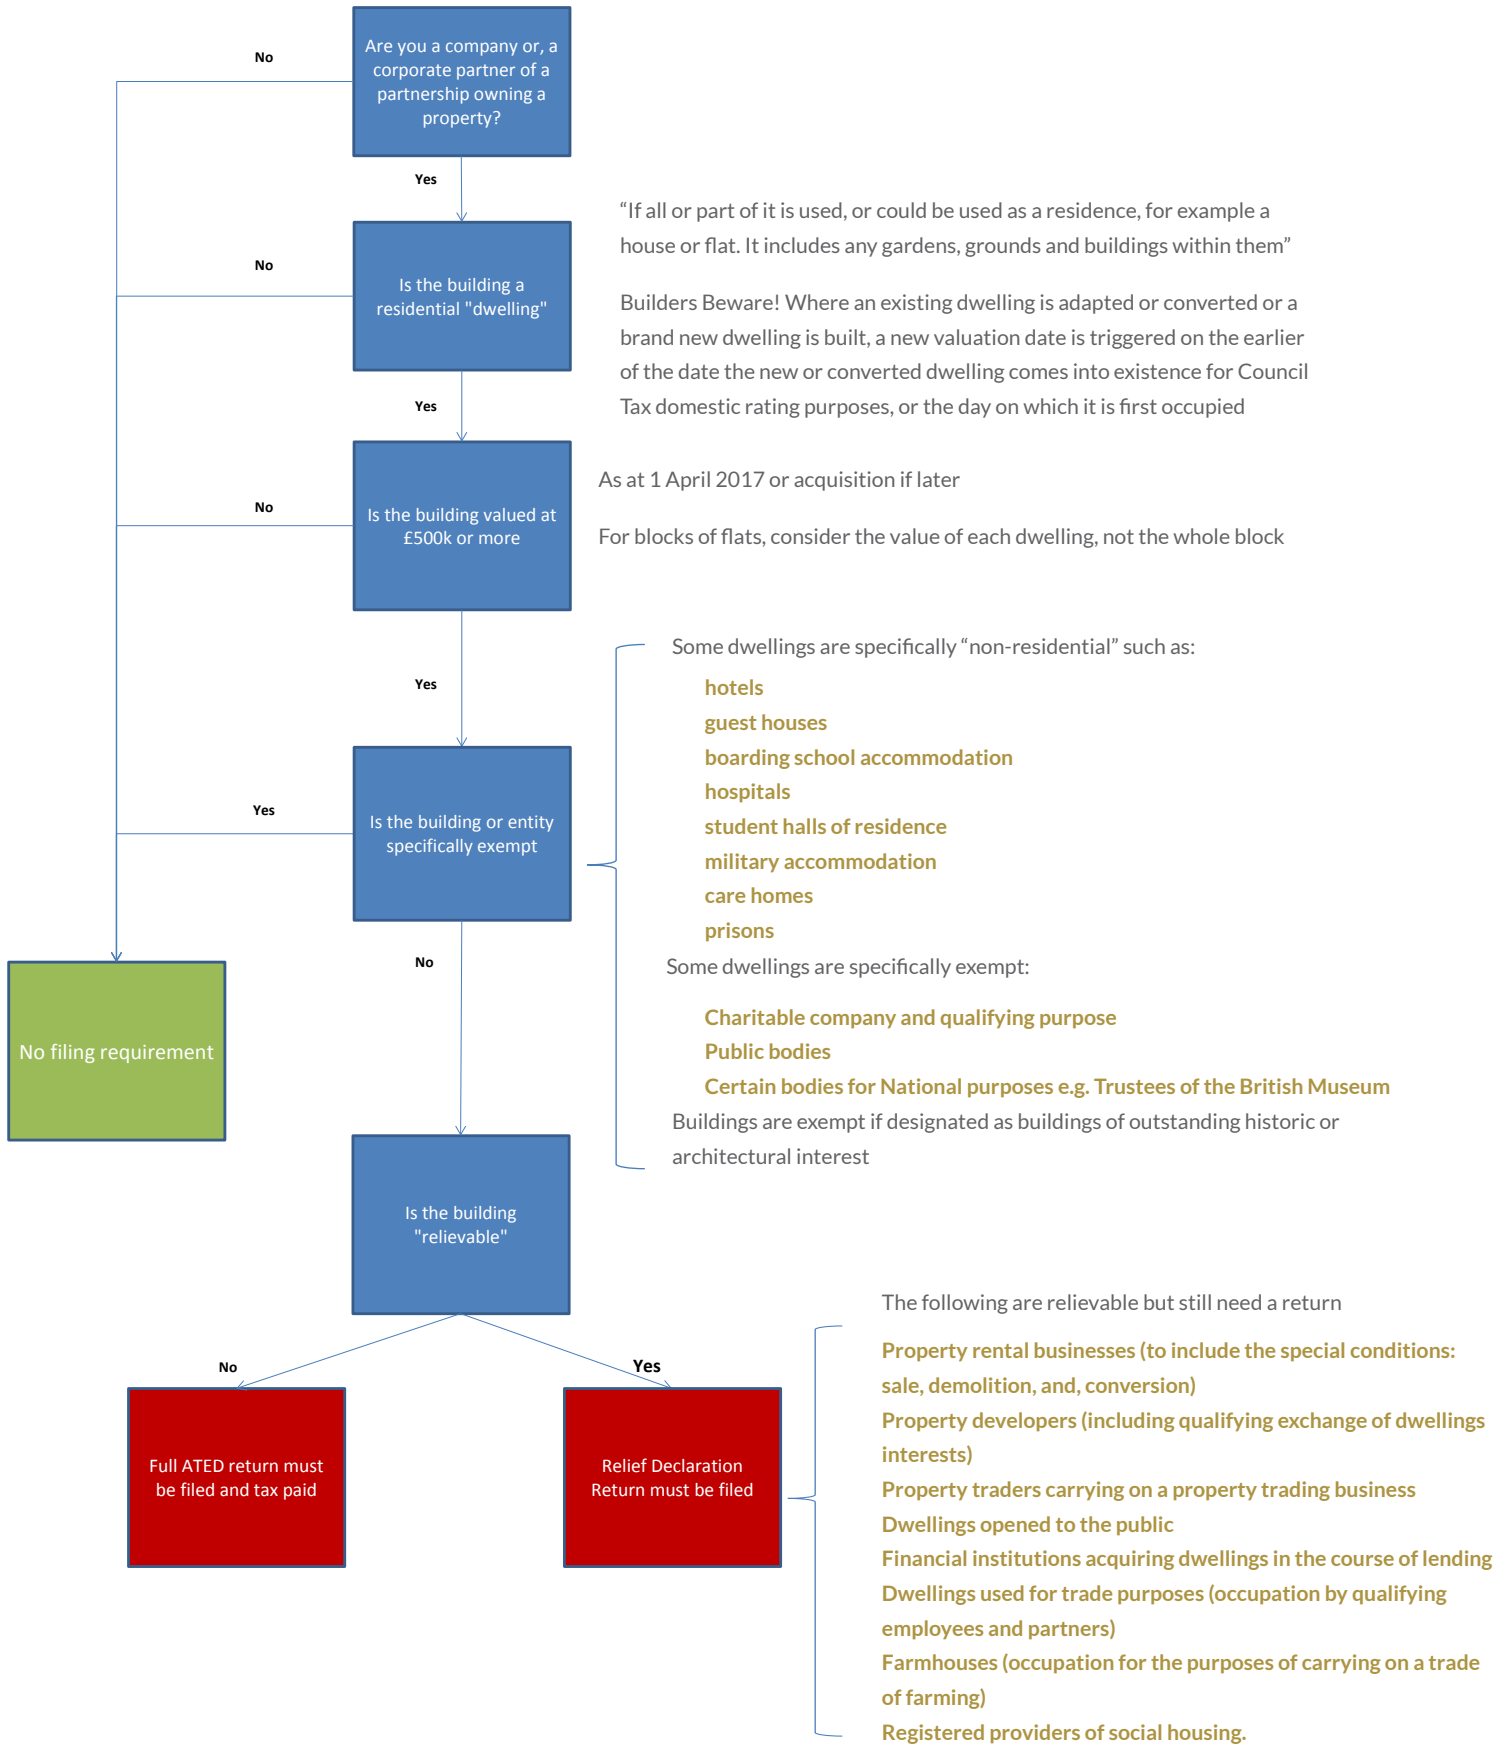 Are you a company or, a
corporate partner of a
partnership owning a
property?
No
Yes
Is the building a
residential "dwelling"
No
“If all or part of it is used, or could be used as a residence, for example a
house or flat. It includes any gardens, grounds and buildings within them”
Builders Beware! Where an existing dwelling is adapted or converted or a
brand new dwelling is built, a new valuation date is triggered on the earlier
of the date the new or converted dwelling comes into existence for Council
Tax domestic rating purposes, or the day on which it is first occupied
Yes
Is the building valued at
£500k or more
No
As at 1 April 2017 or acquisition if later
For blocks of flats, consider the value of each dwelling, not the whole block
Yes
Is the building or entity
specifically exempt
Yes
Some dwellings are specifically “non-residential” such as:
hotels
guest houses
boarding school accommodation
hospitals
student halls of residence
military accommodation
care homes
prisons
Some dwellings are specifically exempt:
Charitable company and qualifying purpose
Public bodies
Certain bodies for National purposes e.g. Trustees of the British Museum
Buildings are exempt if designated as buildings of outstanding historic or
architectural interest
No
No filing requirement
Is the building
"relievable"
No
Yes
Full ATED return must
be filed and tax paid
Relief Declaration
Return must be filed
The following are relievable but still need a return
Property rental businesses (to include the special conditions:
sale, demolition, and, conversion)
Property developers (including qualifying exchange of dwellings
interests)
Property traders carrying on a property trading business
Dwellings opened to the public
Financial institutions acquiring dwellings in the course of lending
Dwellings used for trade purposes (occupation by qualifying
employees and partners)
Farmhouses (occupation for the purposes of carrying on a trade
of farming)
Registered providers of social housing.